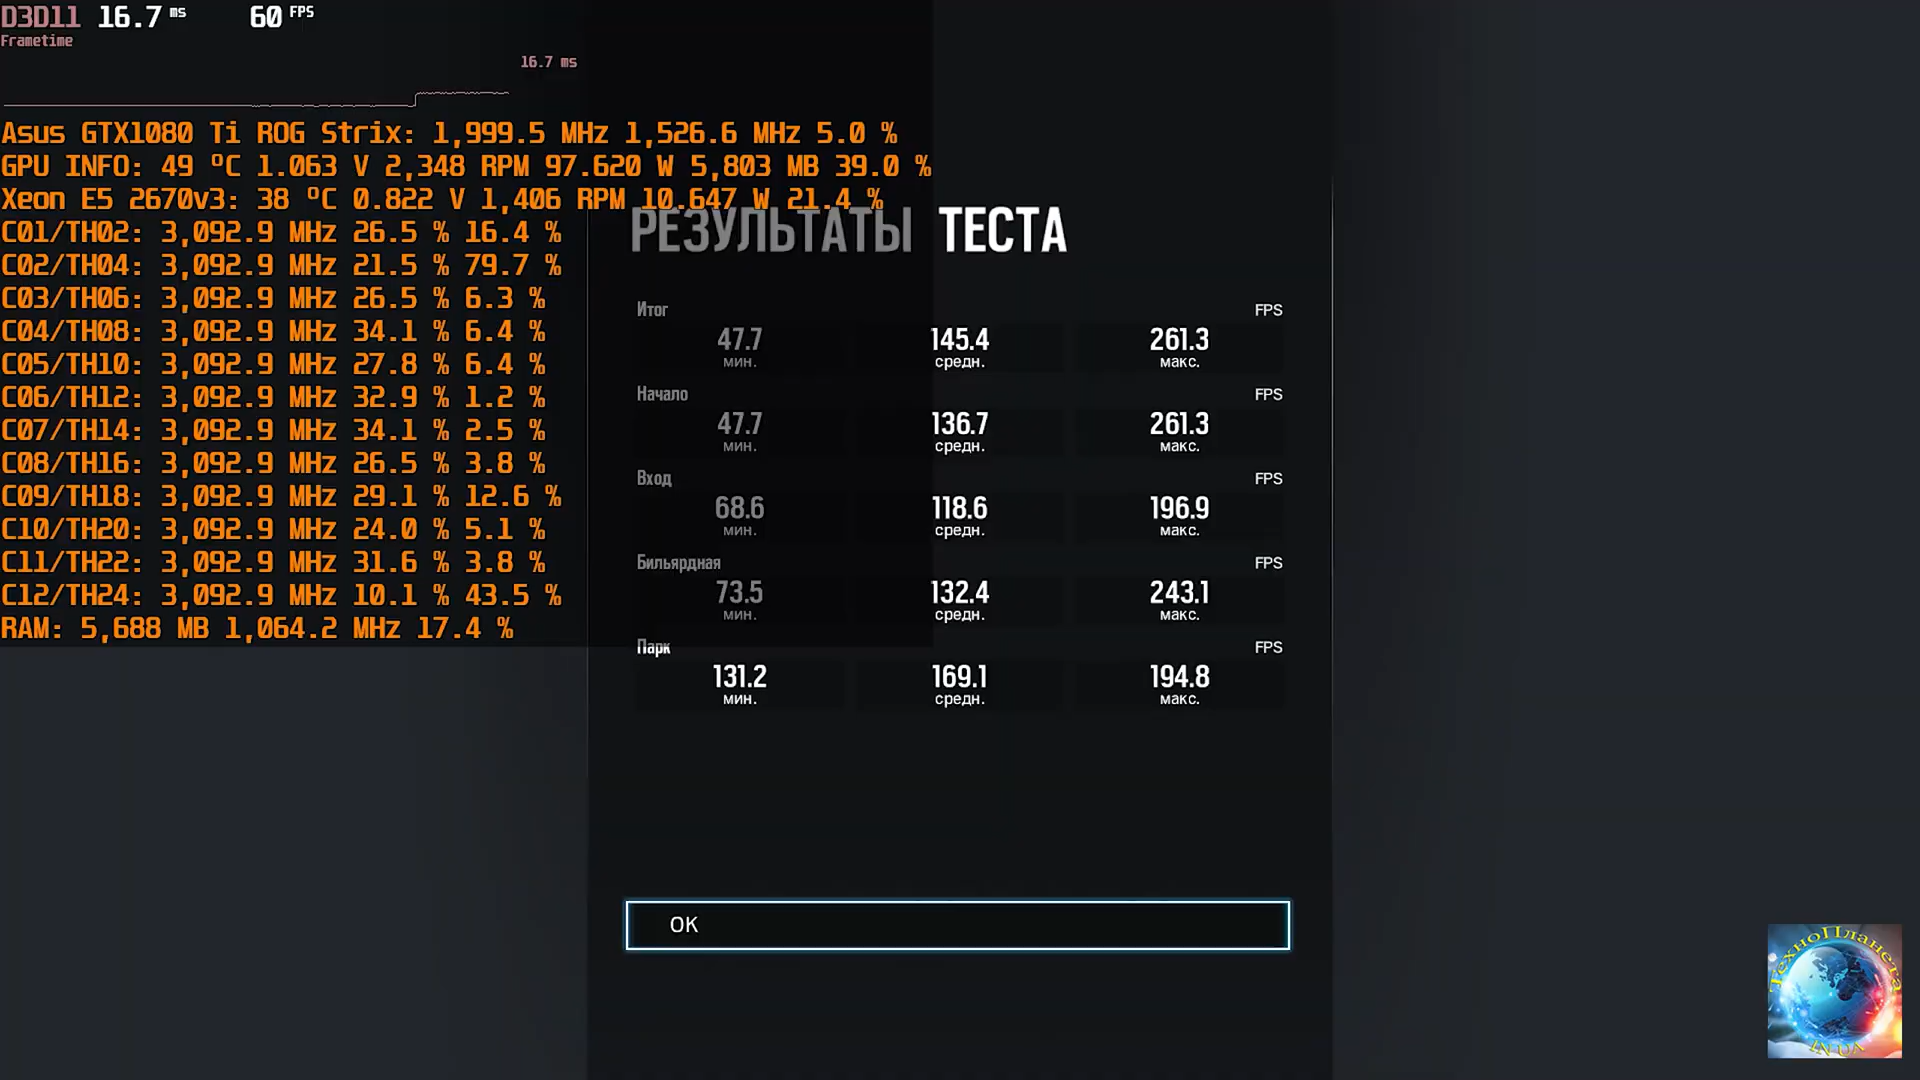 D3D11 16.7 ms 60 FPS
Frametime
16.7 ms
Asus GTX1080 Ti ROG Strix: 1,999.5 MHz 1,526.6 MHz 5.0 %
GPU INFO: 49 °C 1.063 V 2,348 RPM 97.620 W 5,803 MB 39.0 %
Xeon E5 2670v3: 38 °C 0.822 V 1,406 RPM 10.647 W 21.4 %
C01/TH02: 3,092.9 MHz 26.5 % 16.4 %
C02/TH04: 3,092.9 MHz 21.5 % 79.7 %
C03/TH06: 3,092.9 MHz 26.5 % 6.3 %
C04/TH08: 3,092.9 MHz 34.1 % 6.4 %
C05/TH10: 3,092.9 MHz 27.8 % 6.4 %
C06/TH12: 3,092.9 MHz 32.9 % 1.2 %
C07/TH14: 3,092.9 MHz 34.1 % 2.5 %
C08/TH16: 3,092.9 MHz 26.5 % 3.8 %
C09/TH18: 3,092.9 MHz 29.1 % 12.6 %
C10/TH20: 3,092.9 MHz 24.0 % 5.1 %
C11/TH22: 3,092.9 MHz 31.6 % 3.8 %
C12/TH24: 3,092.9 MHz 10.1 % 43.5 %
RAM: 5,688 MB 1,064.2 MHz 17.4 %
РЕЗУЛЬТАТЫ ТЕСТА
Итог FPS
47.7 145.4 261.3
мин. средн. макс.
Начало FPS
47.7 136.7 261.3
мин. средн. макс.
Вход FPS
68.6 118.6 196.9
мин. средн. макс.
Бильярдная FPS
73.5 132.4 243.1
мин. средн. макс.
Парк FPS
131.2 169.1 194.8
мин. средн. макс.
OK
ТехноПланета
IN UA